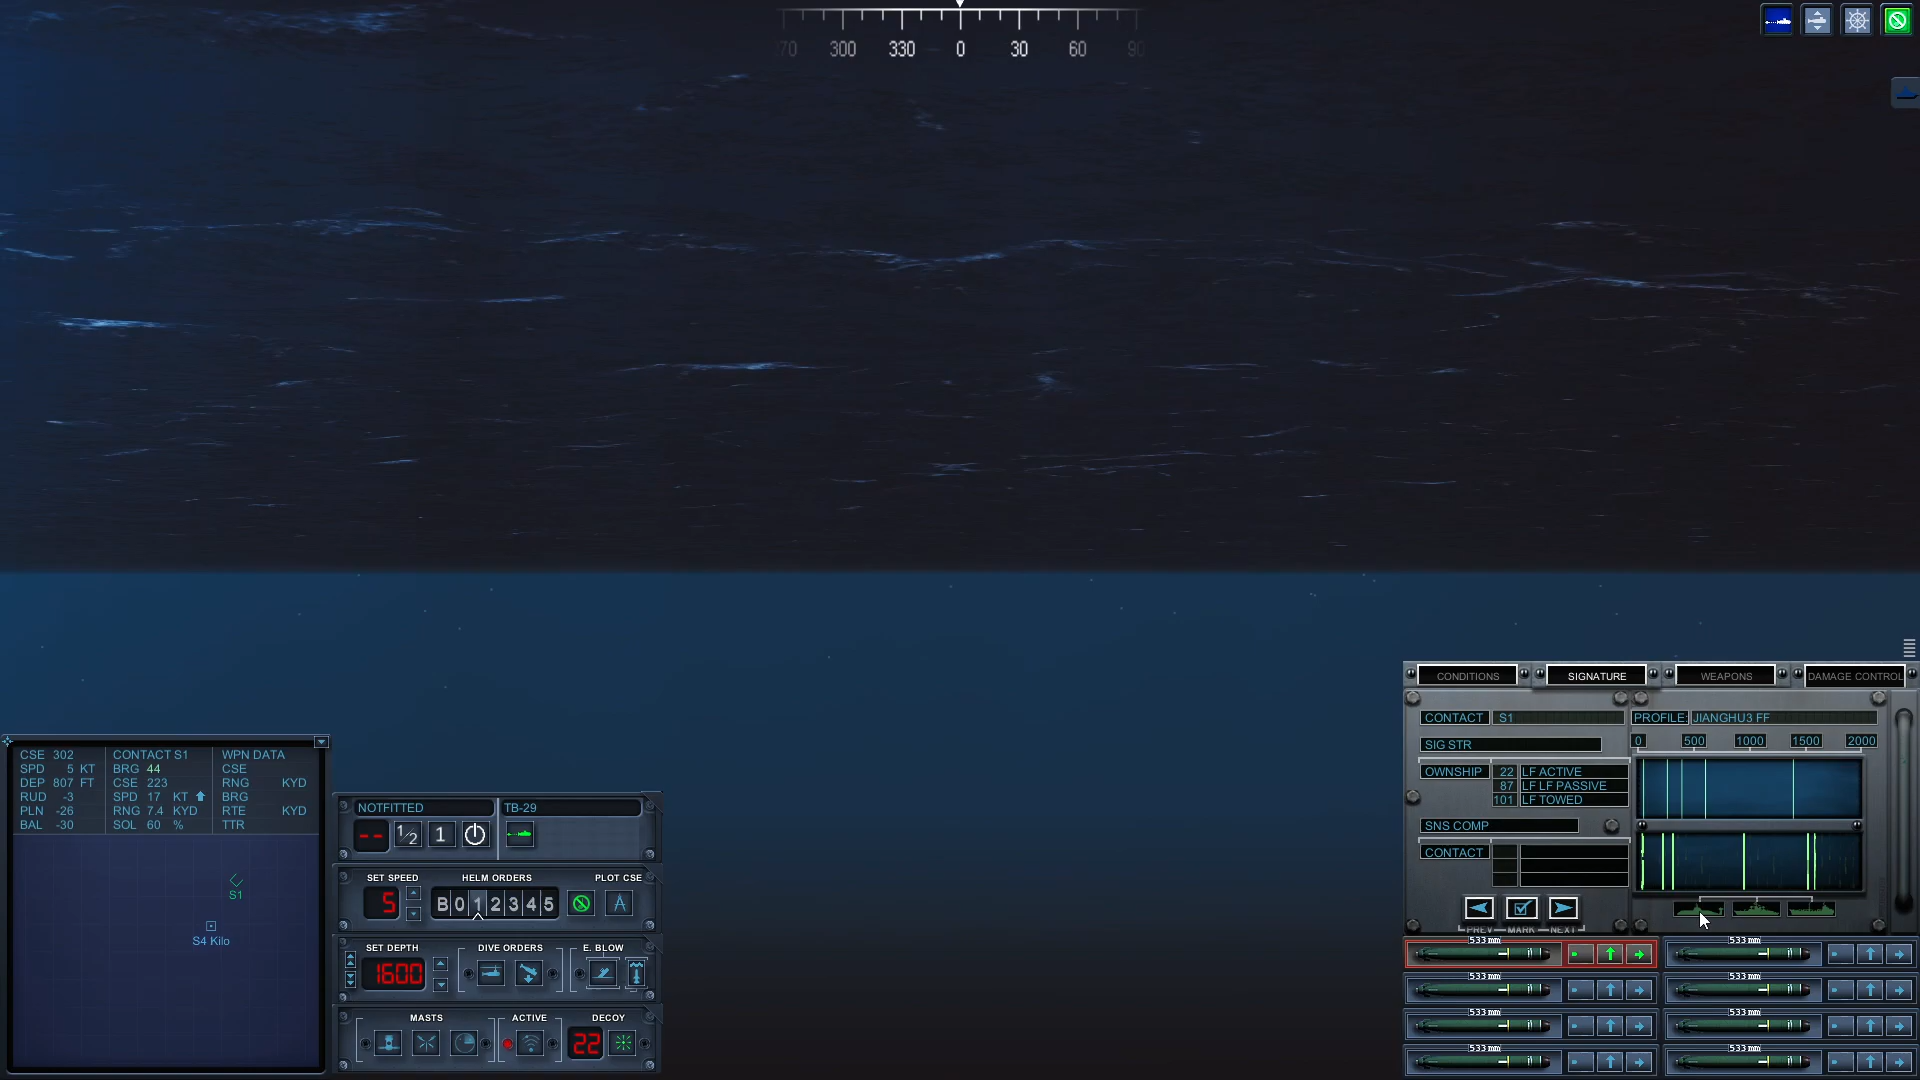 70 300 330 0 30 60 90
CONDITIONS SIGNATURE WEAPONS DAMAGE CONTROL
CONTACT S1 PROFILE: JIANGHU3 FF
SIG STR 0 500 1000 1500 2000
OWNSHIP 22 LF ACTIVE
87 LF LF PASSIVE
101 LF TOWED
SNS COMP
CONTACT
PREV MARK NEXT
533 mm 533 mm
533 mm 533 mm
533 mm 533 mm
533 mm 533 mm
CSE 302 CONTACT S1 WPN DATA
SPD 5 KT BRG 44 CSE
DEP 807 FT CSE 223 RNG KYD
RUD -3 SPD 17 KT BRG
PLN -26 RNG 7.4 KYD RTE KYD
BAL -30 SOL 60 % TTR
S1
S4 Kilo
NOTFITTED TB-29
-- 1/2 1
SET SPEED HELM ORDERS PLOT CSE
5 B 0 1 2 3 4 5
SET DEPTH DIVE ORDERS E. BLOW
1600
MASTS ACTIVE DECOY
22